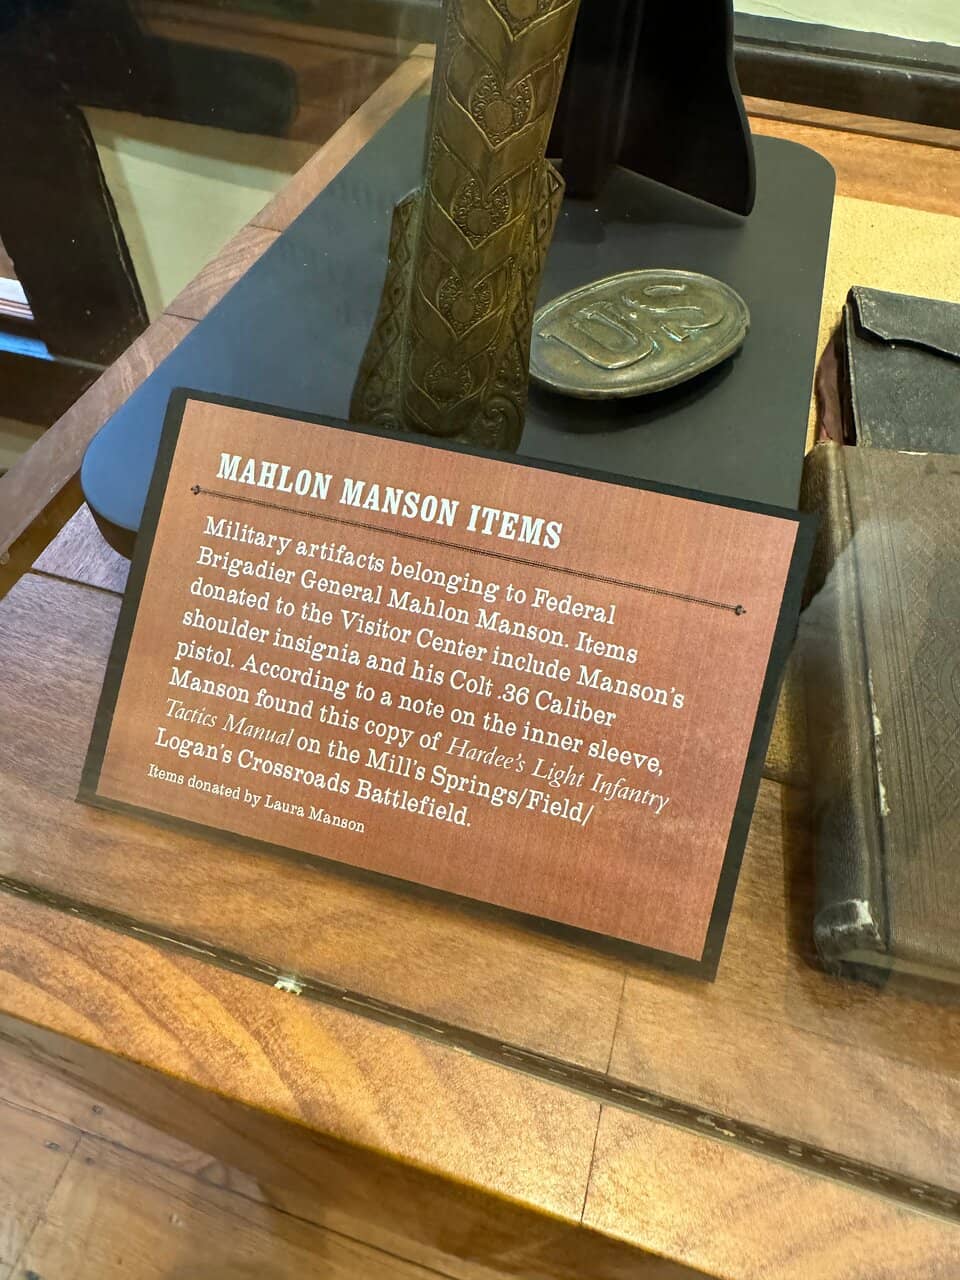 US
MAHLON MANSON ITEMS
Military artifacts belonging to Federal
Brigadier General Mahlon Manson. Items
donated to the Visitor Center include Manson's
shoulder insignia and his Colt .36 Caliber
pistol. According to a note on the inner sleeve,
Manson found this copy of Hardee's Light Infantry
Tactics Manual on the Mill's Springs/Field/
Logan's Crossroads Battlefield.
Items donated by Laura Manson